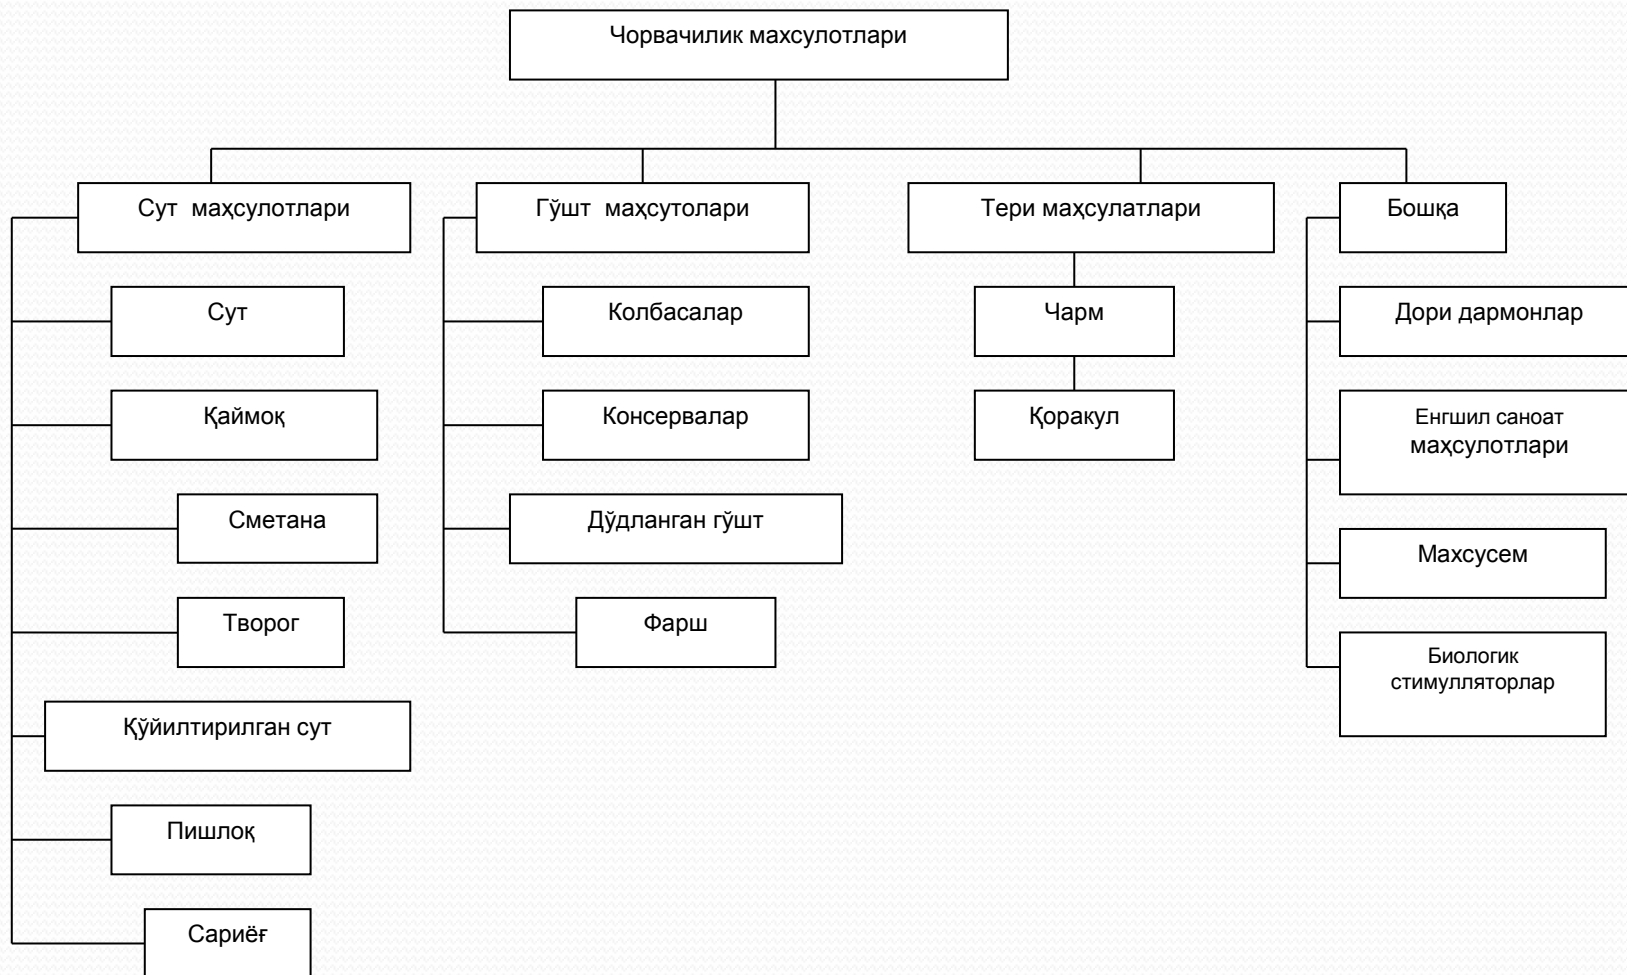 Чорвачилик махсулотлари
Сут маҳсулотлари
Сут
Қаймоқ
Сметана
Творог
Қўйилтирилган сут
Пишлоқ
Сариёғ
Гўшт маҳсутолари
Колбасалар
Консервалар
Дўдланган гўшт
Фарш
Тери маҳсулатлари
Чарм
Қоракул
Бошқа
Дори дармонлар
Енгшил саноат
маҳсулотлари
Махсусем
Биологик
стимулляторлар